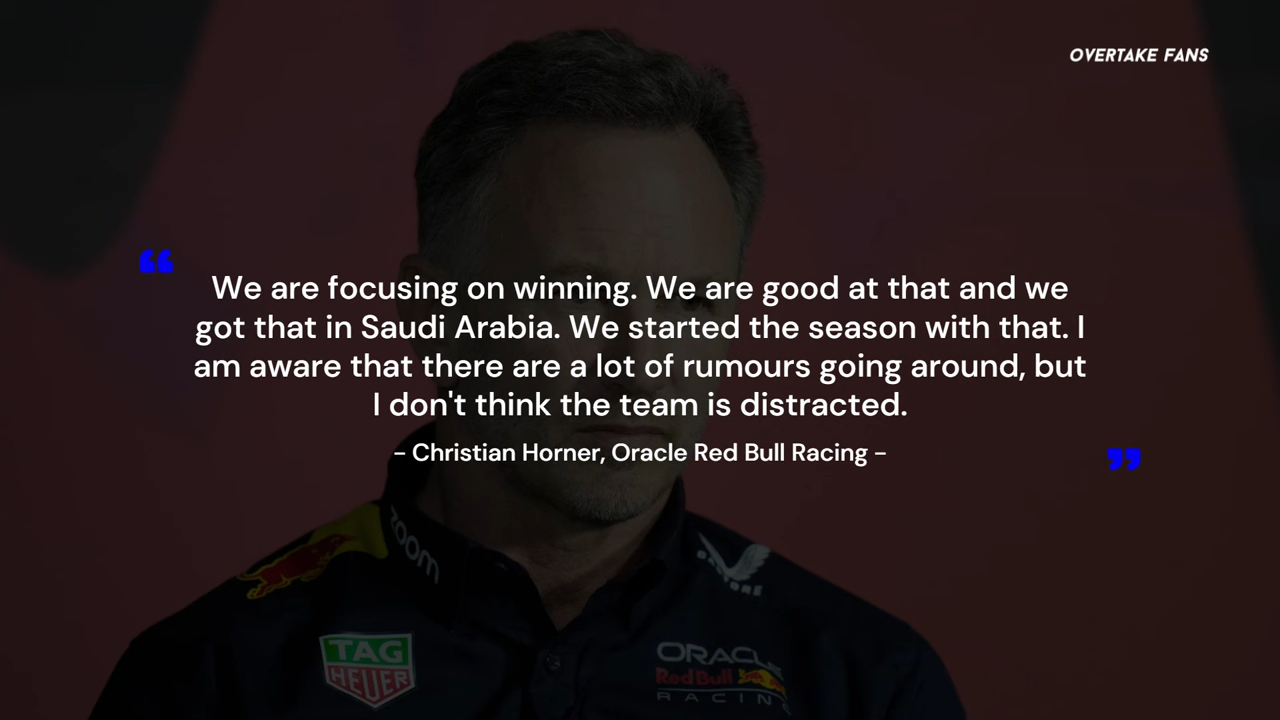 OVERTAKE FANS
“
We are focusing on winning. We are good at that and we
got that in Saudi Arabia. We started the season with that. I
am aware that there are a lot of rumours going around, but
I don't think the team is distracted.
– Christian Horner, Oracle Red Bull Racing –
”
ZOOM
TAG
HEUER
ORACLE
Red Bull
RACIN